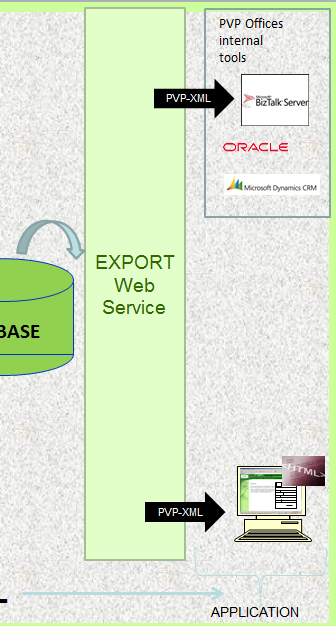 PVP Offices
internal
tools
PVP-XML
Microsoft
BizTalk Server
ORACLE
Microsoft Dynamics CRM
EXPORT
Web
Service
BASE
HTML
PVP-XML
APPLICATION